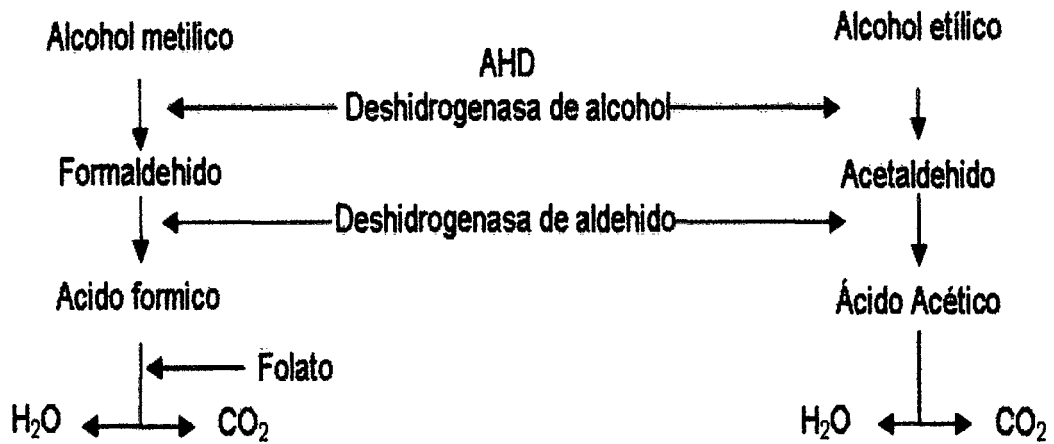 Alcohol metilico
Alcohol etílico
AHD
Deshidrogenasa de alcohol
Formaldehido
Acetaldehido
Deshidrogenasa de aldehido
Acido formico
Ácido Acético
Folato
H₂O CO₂
H₂O CO₂